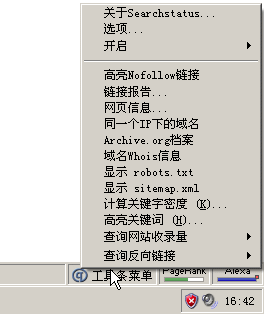 关于Searchstatus...
选项...
开启
高亮Nofollow链接
链接报告...
网页信息...
同一个IP下的域名
Archive.org档案
域名Whois信息
显示 robots.txt
显示 sitemap.xml
计算关键字密度 (K)...
高亮关键词 (H)...
查询网站收录量
查询反向链接
@ 工具条菜单 PageRank Alexa
16:42